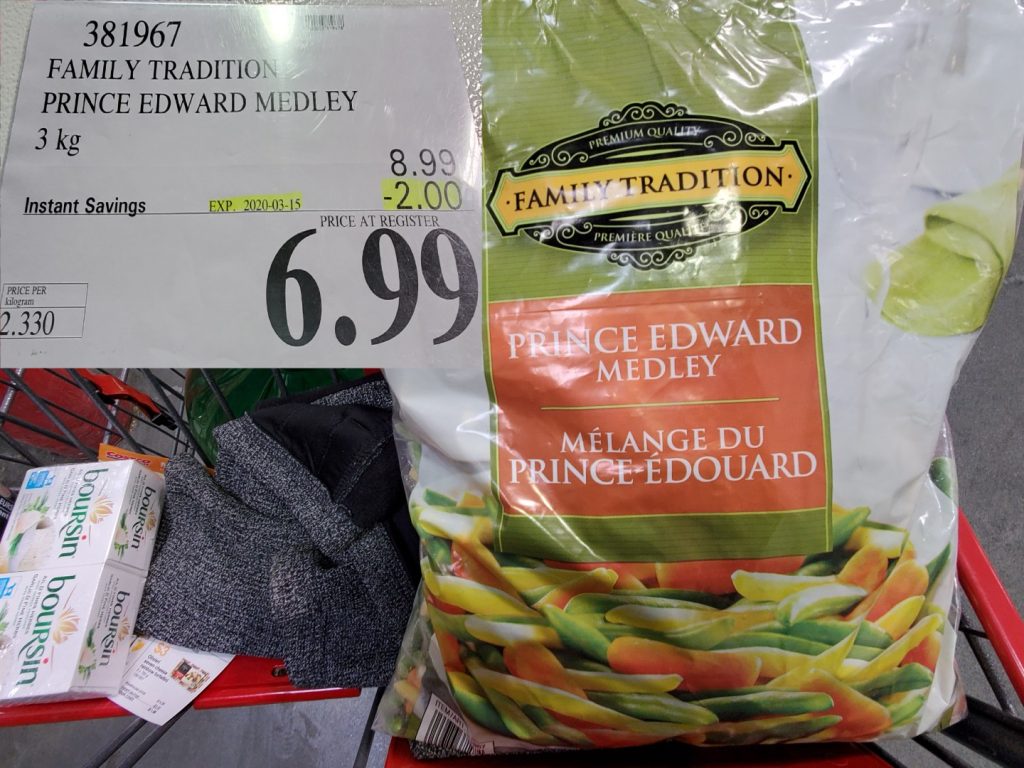 381967
FAMILY TRADITION
PRINCE EDWARD MEDLEY
3 kg
8.99
Instant Savings EXP. 2020-03-15 -2.00
PRICE AT REGISTER
6.99
PRICE PER
kilogram
2.330
PREMIUM QUALITY
·FAMILY TRADITION·
PREMIÈRE QUALITÉ
PRINCE EDWARD
MEDLEY
MÉLANGE DU
PRINCE-ÉDOUARD
boursin
boursin
boursin
boursin